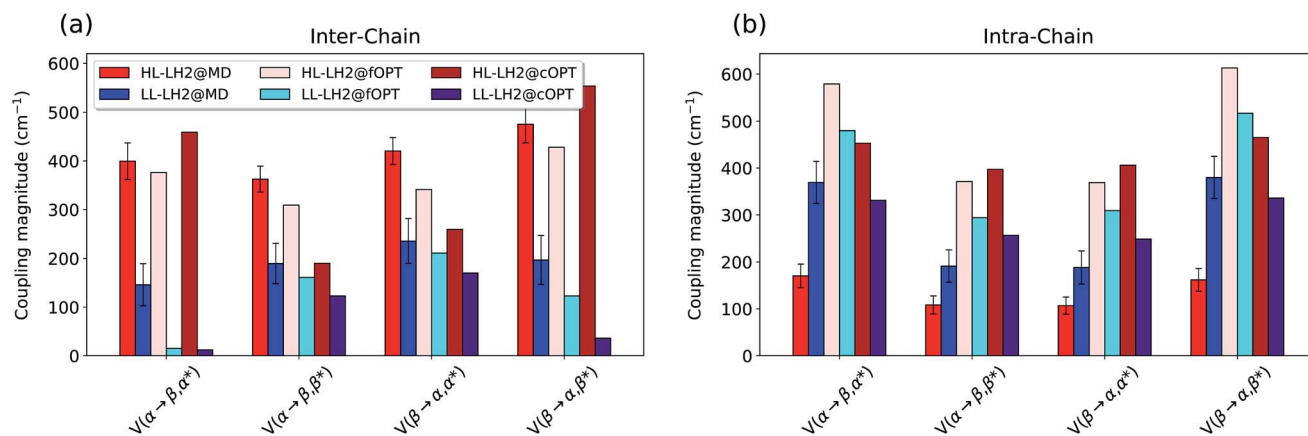 (a)
Inter-Chain
HL-LH2@MD HL-LH2@fOPT HL-LH2@cOPT
LL-LH2@MD LL-LH2@fOPT LL-LH2@cOPT
Coupling magnitude (cm⁻¹)
600
500
400
300
200
100
0
V(α→β,α*)
V(α→β,β*)
V(β→α,α*)
V(β→α,β*)
(b)
Intra-Chain
Coupling magnitude (cm⁻¹)
600
500
400
300
200
100
0
V(α→β,α*)
V(α→β,β*)
V(β→α,α*)
V(β→α,β*)